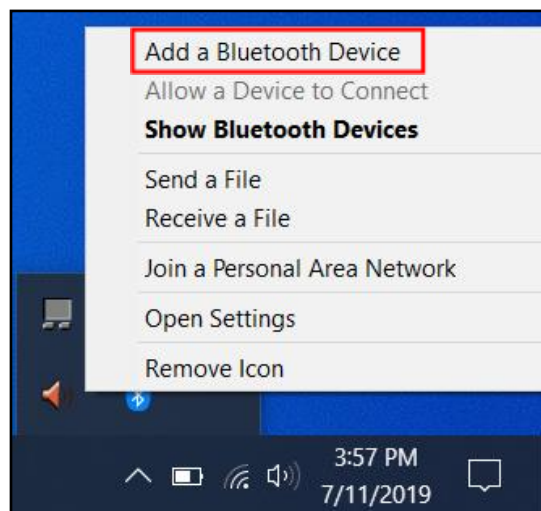 Add a Bluetooth Device
Allow a Device to Connect
Show Bluetooth Devices
Send a File
Receive a File
Join a Personal Area Network
Open Settings
Remove Icon
3:57 PM
7/11/2019